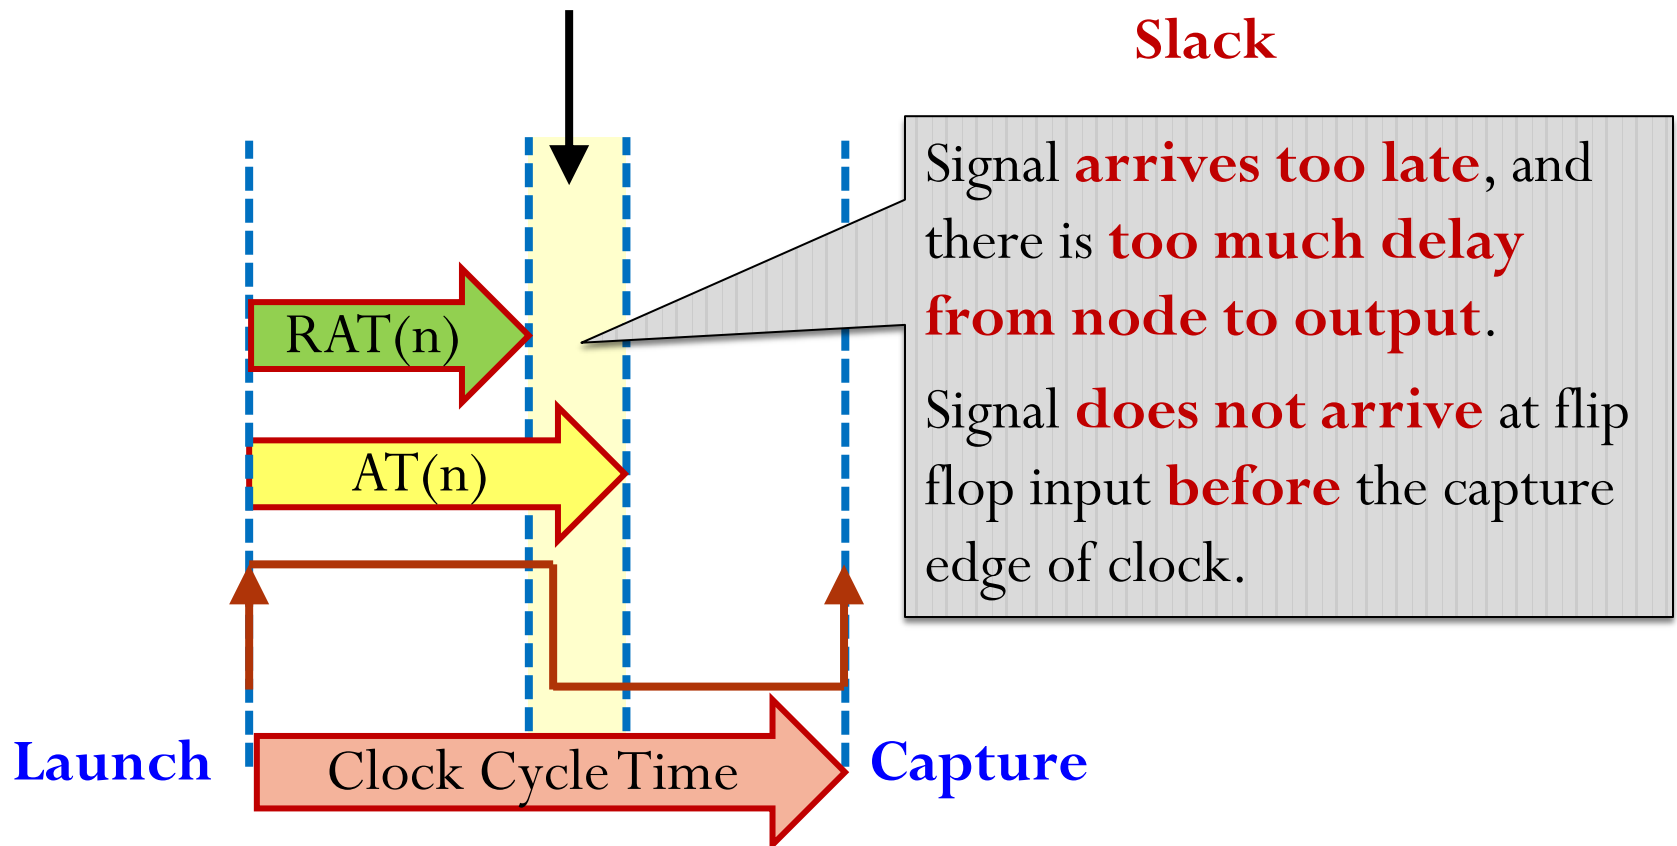 Slack
Signal arrives too late, and
there is too much delay
from node to output.
Signal does not arrive at flip
flop input before the capture
edge of clock.
RAT(n)
AT(n)
Launch
Clock Cycle Time
Capture